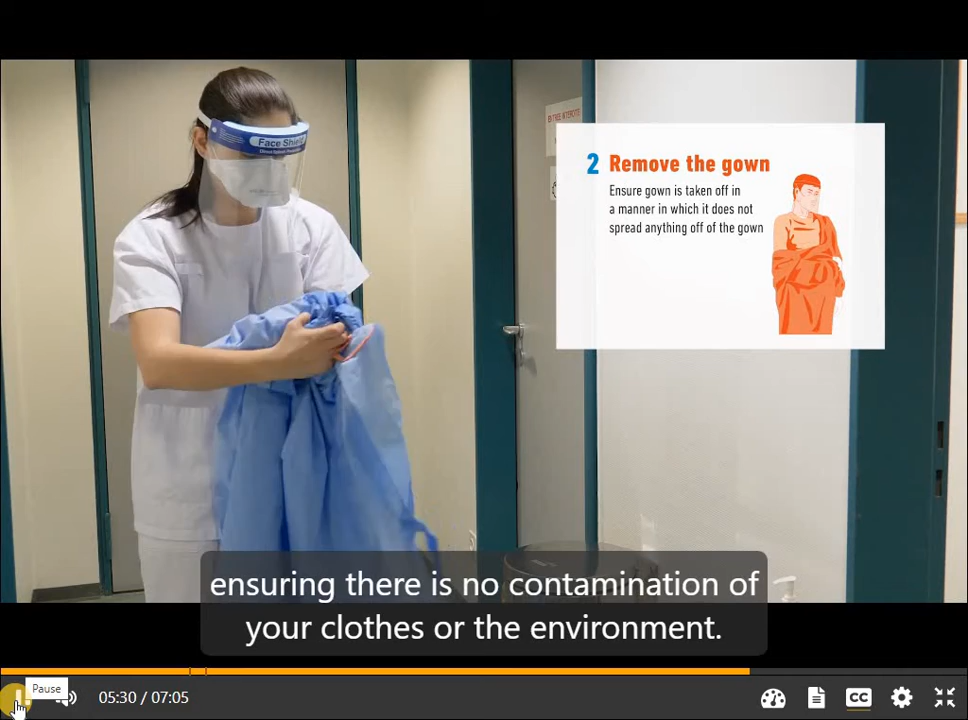 Face Shield
2 Remove the gown
Ensure gown is taken off in
a manner in which it does not
spread anything off of the gown
ensuring there is no contamination of
your clothes or the environment.
Pause
05:30 / 07:05
CC